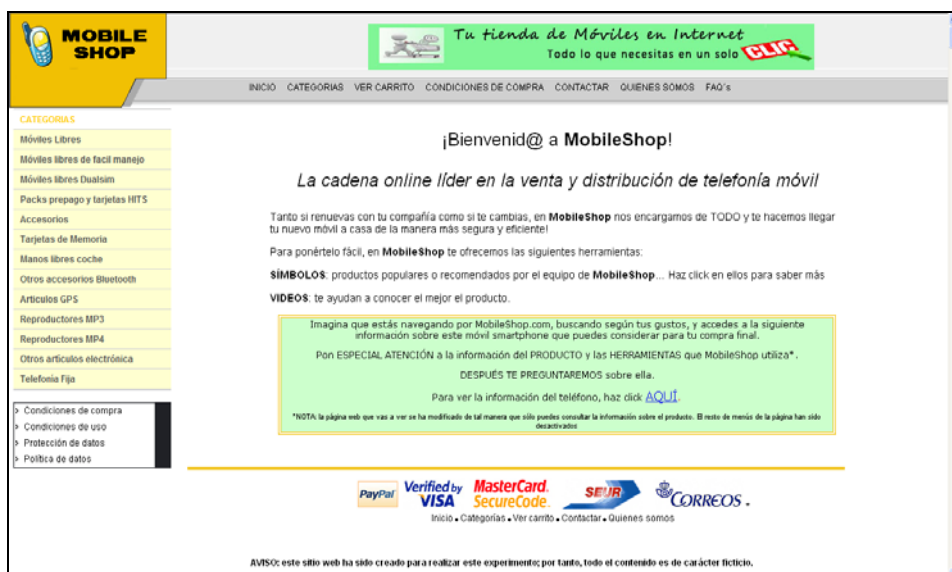 MOBILE
SHOP
Tu tienda de Móviles en Internet
Todo lo que necesitas en un solo CLIC
INICIO CATEGORIAS VER CARRITO CONDICIONES DE COMPRA CONTACTAR QUIENES SOMOS FAQ's
CATEGORIAS
Móviles Libres
Móviles libres de facil manejo
Móviles libres Dualsim
Packs prepago y tarjetas HITS
Accesorios
Tarjetas de Memoria
Manos libres coche
Otros accesorios Bluetooth
Articulos GPS
Reproductores MP3
Reproductores MP4
Otros artículos electrónica
Telefonia Fija
Condiciones de compra
Condiciones de uso
Protección de datos
Política de datos
¡Bienvenid@ a MobileShop!
La cadena online líder en la venta y distribución de telefonía móvil
Tanto si renuevas con tu compañía como si te cambias, en MobileShop nos encargamos de TODO y te hacemos llegar
tu nuevo móvil a casa de la manera más segura y eficiente!
Para ponértelo fácil, en MobileShop te ofrecemos las siguientes herramientas:
SÍMBOLOS: productos populares o recomendados por el equipo de MobileShop... Haz click en ellos para saber más
VIDEOS: te ayudan a conocer el mejor el producto.
Imagina que estás navegando por MobileShop.com, buscando según tus gustos, y accedes a la siguiente
información sobre este móvil smartphone que puedes considerar para tu compra final.
Pon ESPECIAL ATENCIÓN a la información del PRODUCTO y las HERRAMIENTAS que MobileShop utiliza*.
DESPUÉS TE PREGUNTAREMOS sobre ella.
Para ver la información del teléfono, haz click AQUÍ.
*NOTA: la página web que vas a ver se ha modificado de tal manera que sólo puedes consultar la información sobre el producto. El resto de menús de la página han sido
desactivados
PayPal Verified by VISA MasterCard. SecureCode. SEUR CORREOS.
Inicio • Categorías • Ver carrito • Contactar • Quienes somos
AVISO: este sitio web ha sido creado para realizar este experimento; por tanto, todo el contenido es de carácter ficticio.